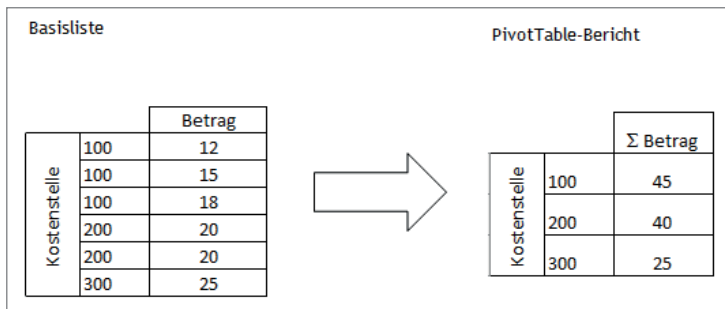 Basisliste
Betrag
Kostenstelle
100 12
100 15
100 18
200 20
200 20
300 25
PivotTable-Bericht
Σ Betrag
Kostenstelle
100 45
200 40
300 25